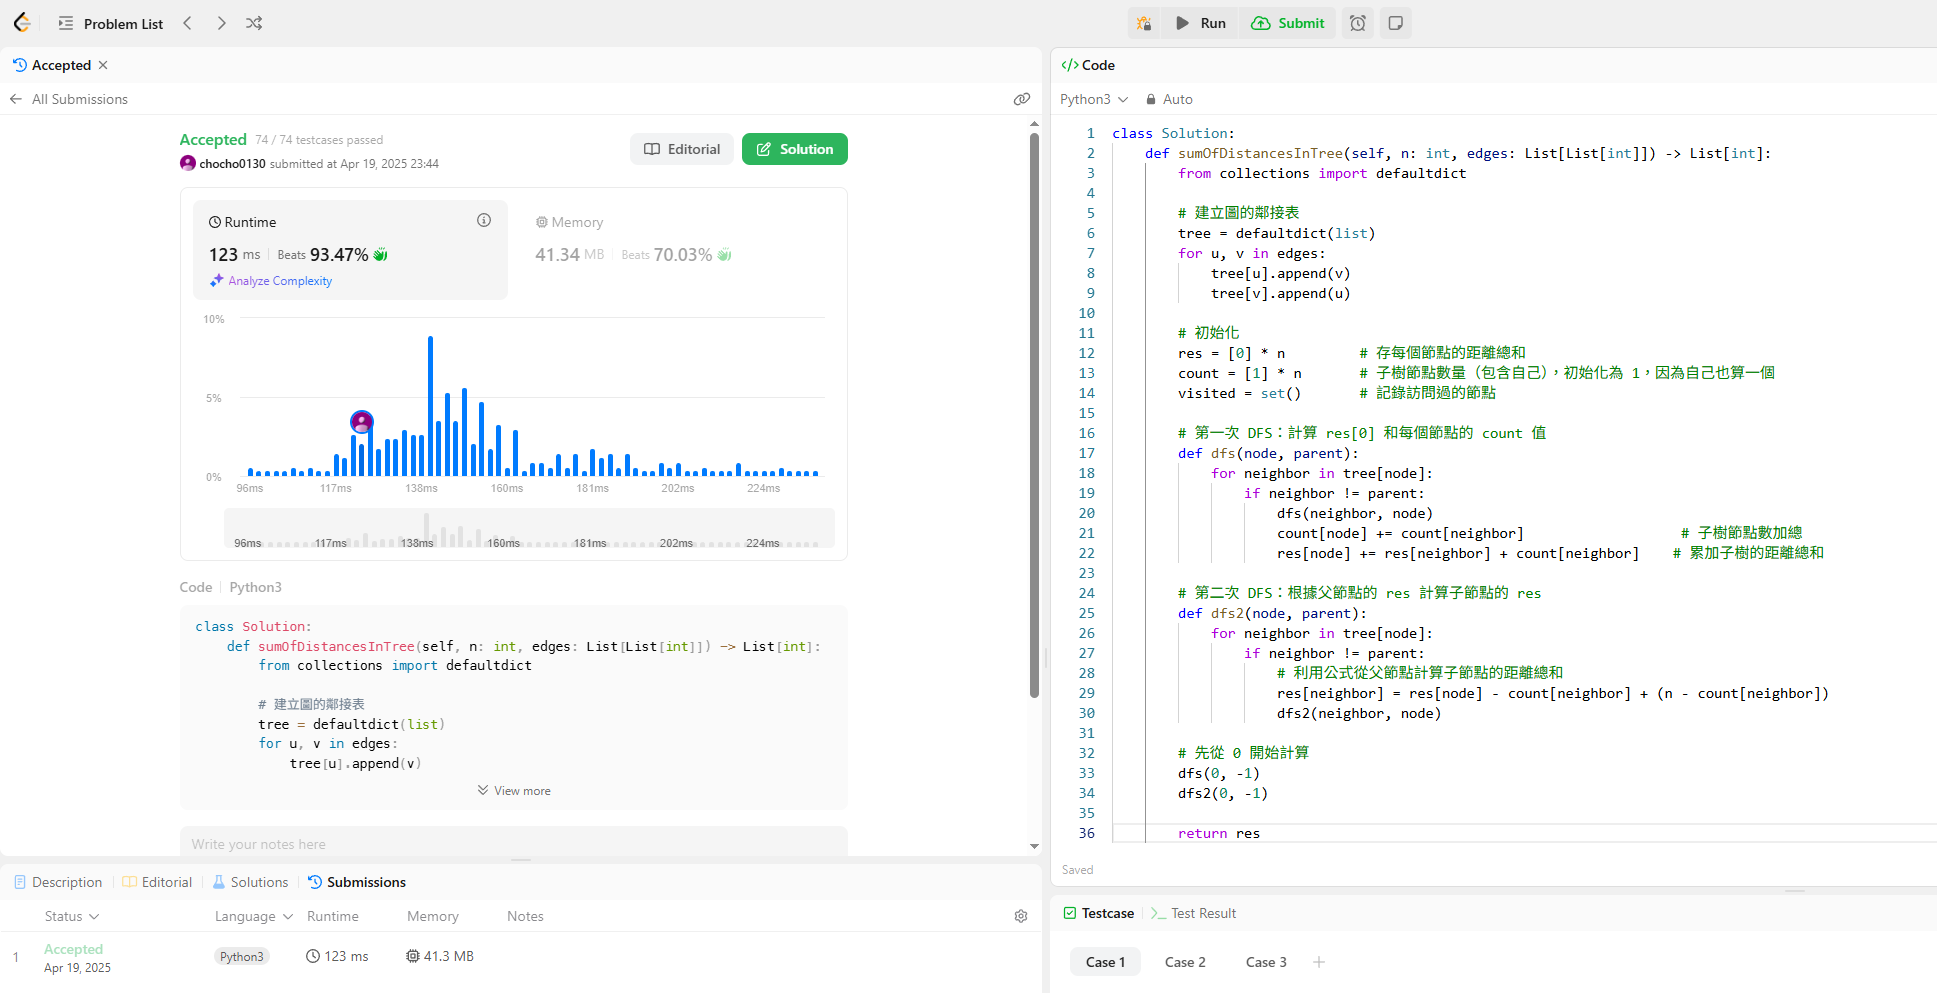 Problem List
Run
Submit
Accepted
All Submissions
Accepted 74 / 74 testcases passed
chocho0130 submitted at Apr 19, 2025 23:44
Editorial
Solution
Runtime
123 ms Beats 93.47%
Analyze Complexity
Memory
41.34 MB Beats 70.03%
10%
5%
0%
96ms 117ms 138ms 160ms 181ms 202ms 224ms
96ms 117ms 138ms 160ms 181ms 202ms 224ms
Code Python3
class Solution:
    def sumOfDistancesInTree(self, n: int, edges: List[List[int]]) -> List[int]:
        from collections import defaultdict
        # 建立圖的鄰接表
        tree = defaultdict(list)
        for u, v in edges:
            tree[u].append(v)
View more
Write your notes here
Description Editorial Solutions Submissions
Status Language Runtime Memory Notes
1 Accepted Python3 123 ms 41.3 MB
Apr 19, 2025
Code
Python3 Auto
1 class Solution:
2     def sumOfDistancesInTree(self, n: int, edges: List[List[int]]) -> List[int]:
3         from collections import defaultdict
4
5         # 建立圖的鄰接表
6         tree = defaultdict(list)
7         for u, v in edges:
8             tree[u].append(v)
9             tree[v].append(u)
10
11         # 初始化
12         res = [0] * n         # 存每個節點的距離總和
13         count = [1] * n       # 子樹節點數量（包含自己），初始化為 1，因為自己也算一個
14         visited = set()       # 記錄訪問過的節點
15
16         # 第一次 DFS：計算 res[0] 和每個節點的 count 值
17         def dfs(node, parent):
18             for neighbor in tree[node]:
19                 if neighbor != parent:
20                     dfs(neighbor, node)
21                     count[node] += count[neighbor]                   # 子樹節點數加總
22                     res[node] += res[neighbor] + count[neighbor]    # 累加子樹的距離總和
23
24         # 第二次 DFS：根據父節點的 res 計算子節點的 res
25         def dfs2(node, parent):
26             for neighbor in tree[node]:
27                 if neighbor != parent:
28                     # 利用公式從父節點計算子節點的距離總和
29                     res[neighbor] = res[node] - count[neighbor] + (n - count[neighbor])
30                     dfs2(neighbor, node)
31
32         # 先從 0 開始計算
33         dfs(0, -1)
34         dfs2(0, -1)
35
36         return res
Saved
Testcase Test Result
Case 1 Case 2 Case 3